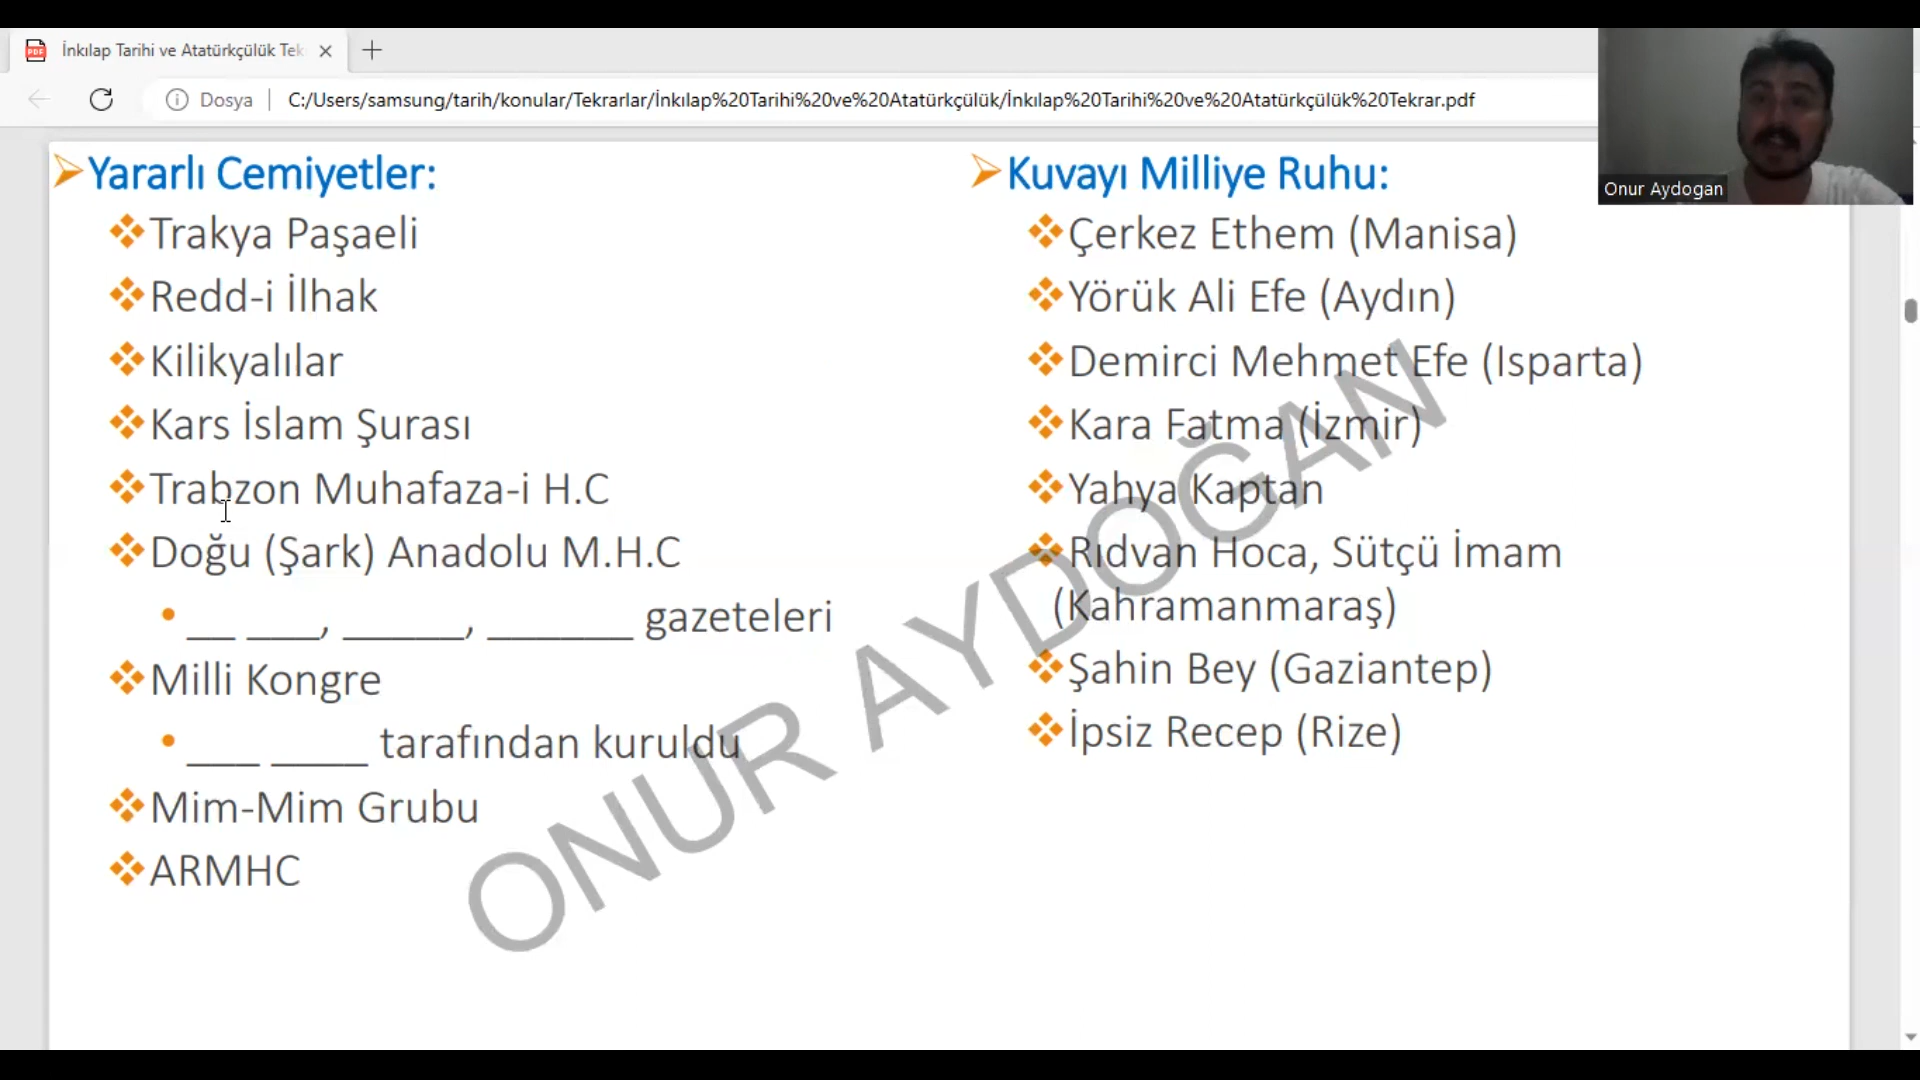 İnkılap Tarihi ve Atatürkçülük Tek
Dosya
C:/Users/samsung/tarih/konular/Tekrarlar/İnkılap%20Tarihi%20ve%20Atatürkçülük/İnkılap%20Tarihi%20ve%20Atatürkçülük%20Tekrar.pdf
Onur Aydogan
Yararlı Cemiyetler:
Trakya Paşaeli
Redd-i İlhak
Kilikyalılar
Kars İslam Şurası
Trabzon Muhafaza-i H.C
Doğu (Şark) Anadolu M.H.C
__ ___, _____, ______ gazeteleri
Milli Kongre
___ ____ tarafından kuruldu
Mim-Mim Grubu
ARMHC
Kuvayı Milliye Ruhu:
Çerkez Ethem (Manisa)
Yörük Ali Efe (Aydın)
Demirci Mehmet Efe (Isparta)
Kara Fatma (İzmir)
Yahya Kaptan
Rıdvan Hoca, Sütçü İmam
(Kahramanmaraş)
Şahin Bey (Gaziantep)
İpsiz Recep (Rize)
ONUR AYDOĞAN